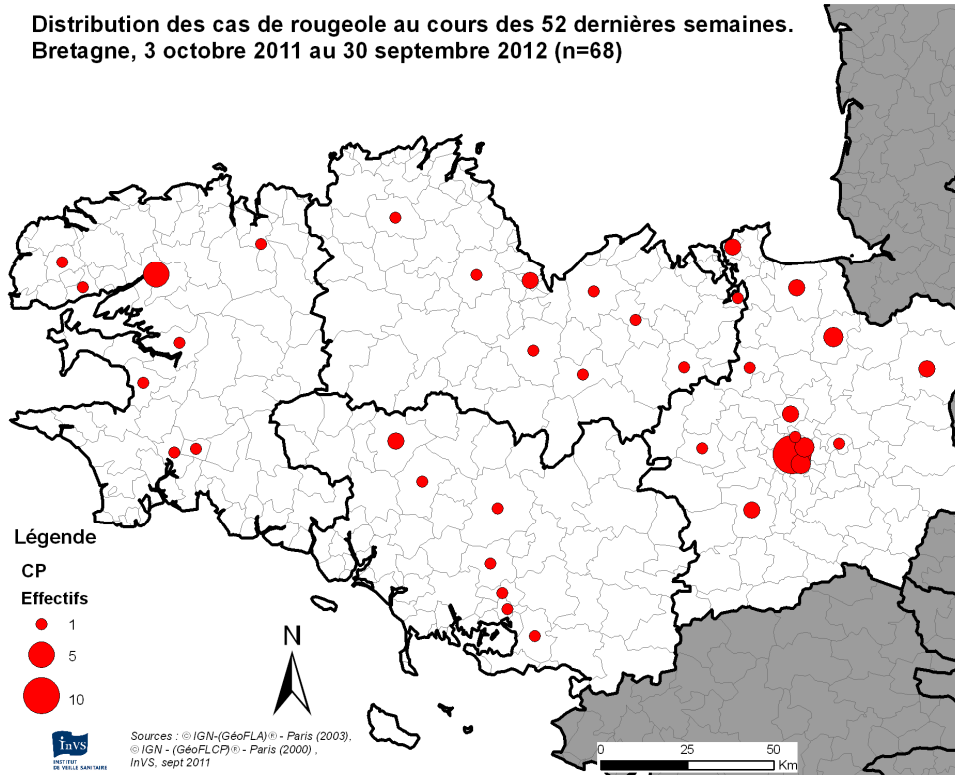 Distribution des cas de rougeole au cours des 52 dernières semaines.
Bretagne, 3 octobre 2011 au 30 septembre 2012 (n=68)
Légende
CP
Effectifs
1
5
10
N
InVS
INSTITUT
DE VEILLE SANITAIRE
Sources : © IGN-(GéoFLA)® - Paris (2003),
© IGN - (GéoFLCP)® - Paris (2000) ,
InVS, sept 2011
0 25 50
Km